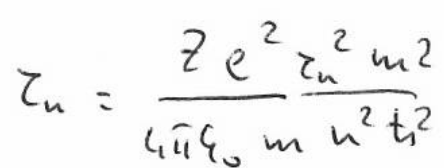 r_n = \frac{Z e^2}{4\pi\varepsilon_0 m} \frac{r_n^2 m^2}{n^2 \hbar^2}